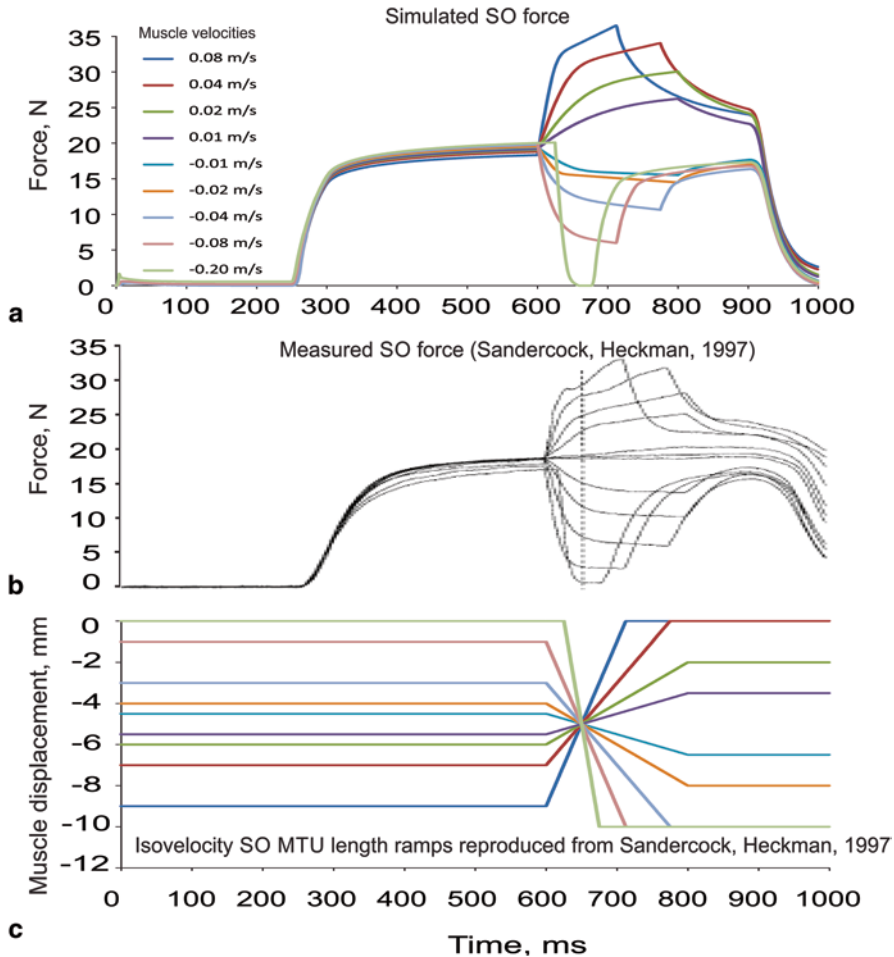 Simulated SO force
Muscle velocities
0.08 m/s
0.04 m/s
0.02 m/s
0.01 m/s
-0.01 m/s
-0.02 m/s
-0.04 m/s
-0.08 m/s
-0.20 m/s
Force, N
35
30
25
20
15
10
5
0
0 100 200 300 400 500 600 700 800 900 1000
a
Measured SO force (Sandercock, Heckman, 1997)
Force, N
35
30
25
20
15
10
5
0
b
Muscle displacement, mm
0
-2
-4
-6
-8
-10
-12
Isovelocity SO MTU length ramps reproduced from Sandercock, Heckman, 1997
0 100 200 300 400 500 600 700 800 900 1000
c
Time, ms